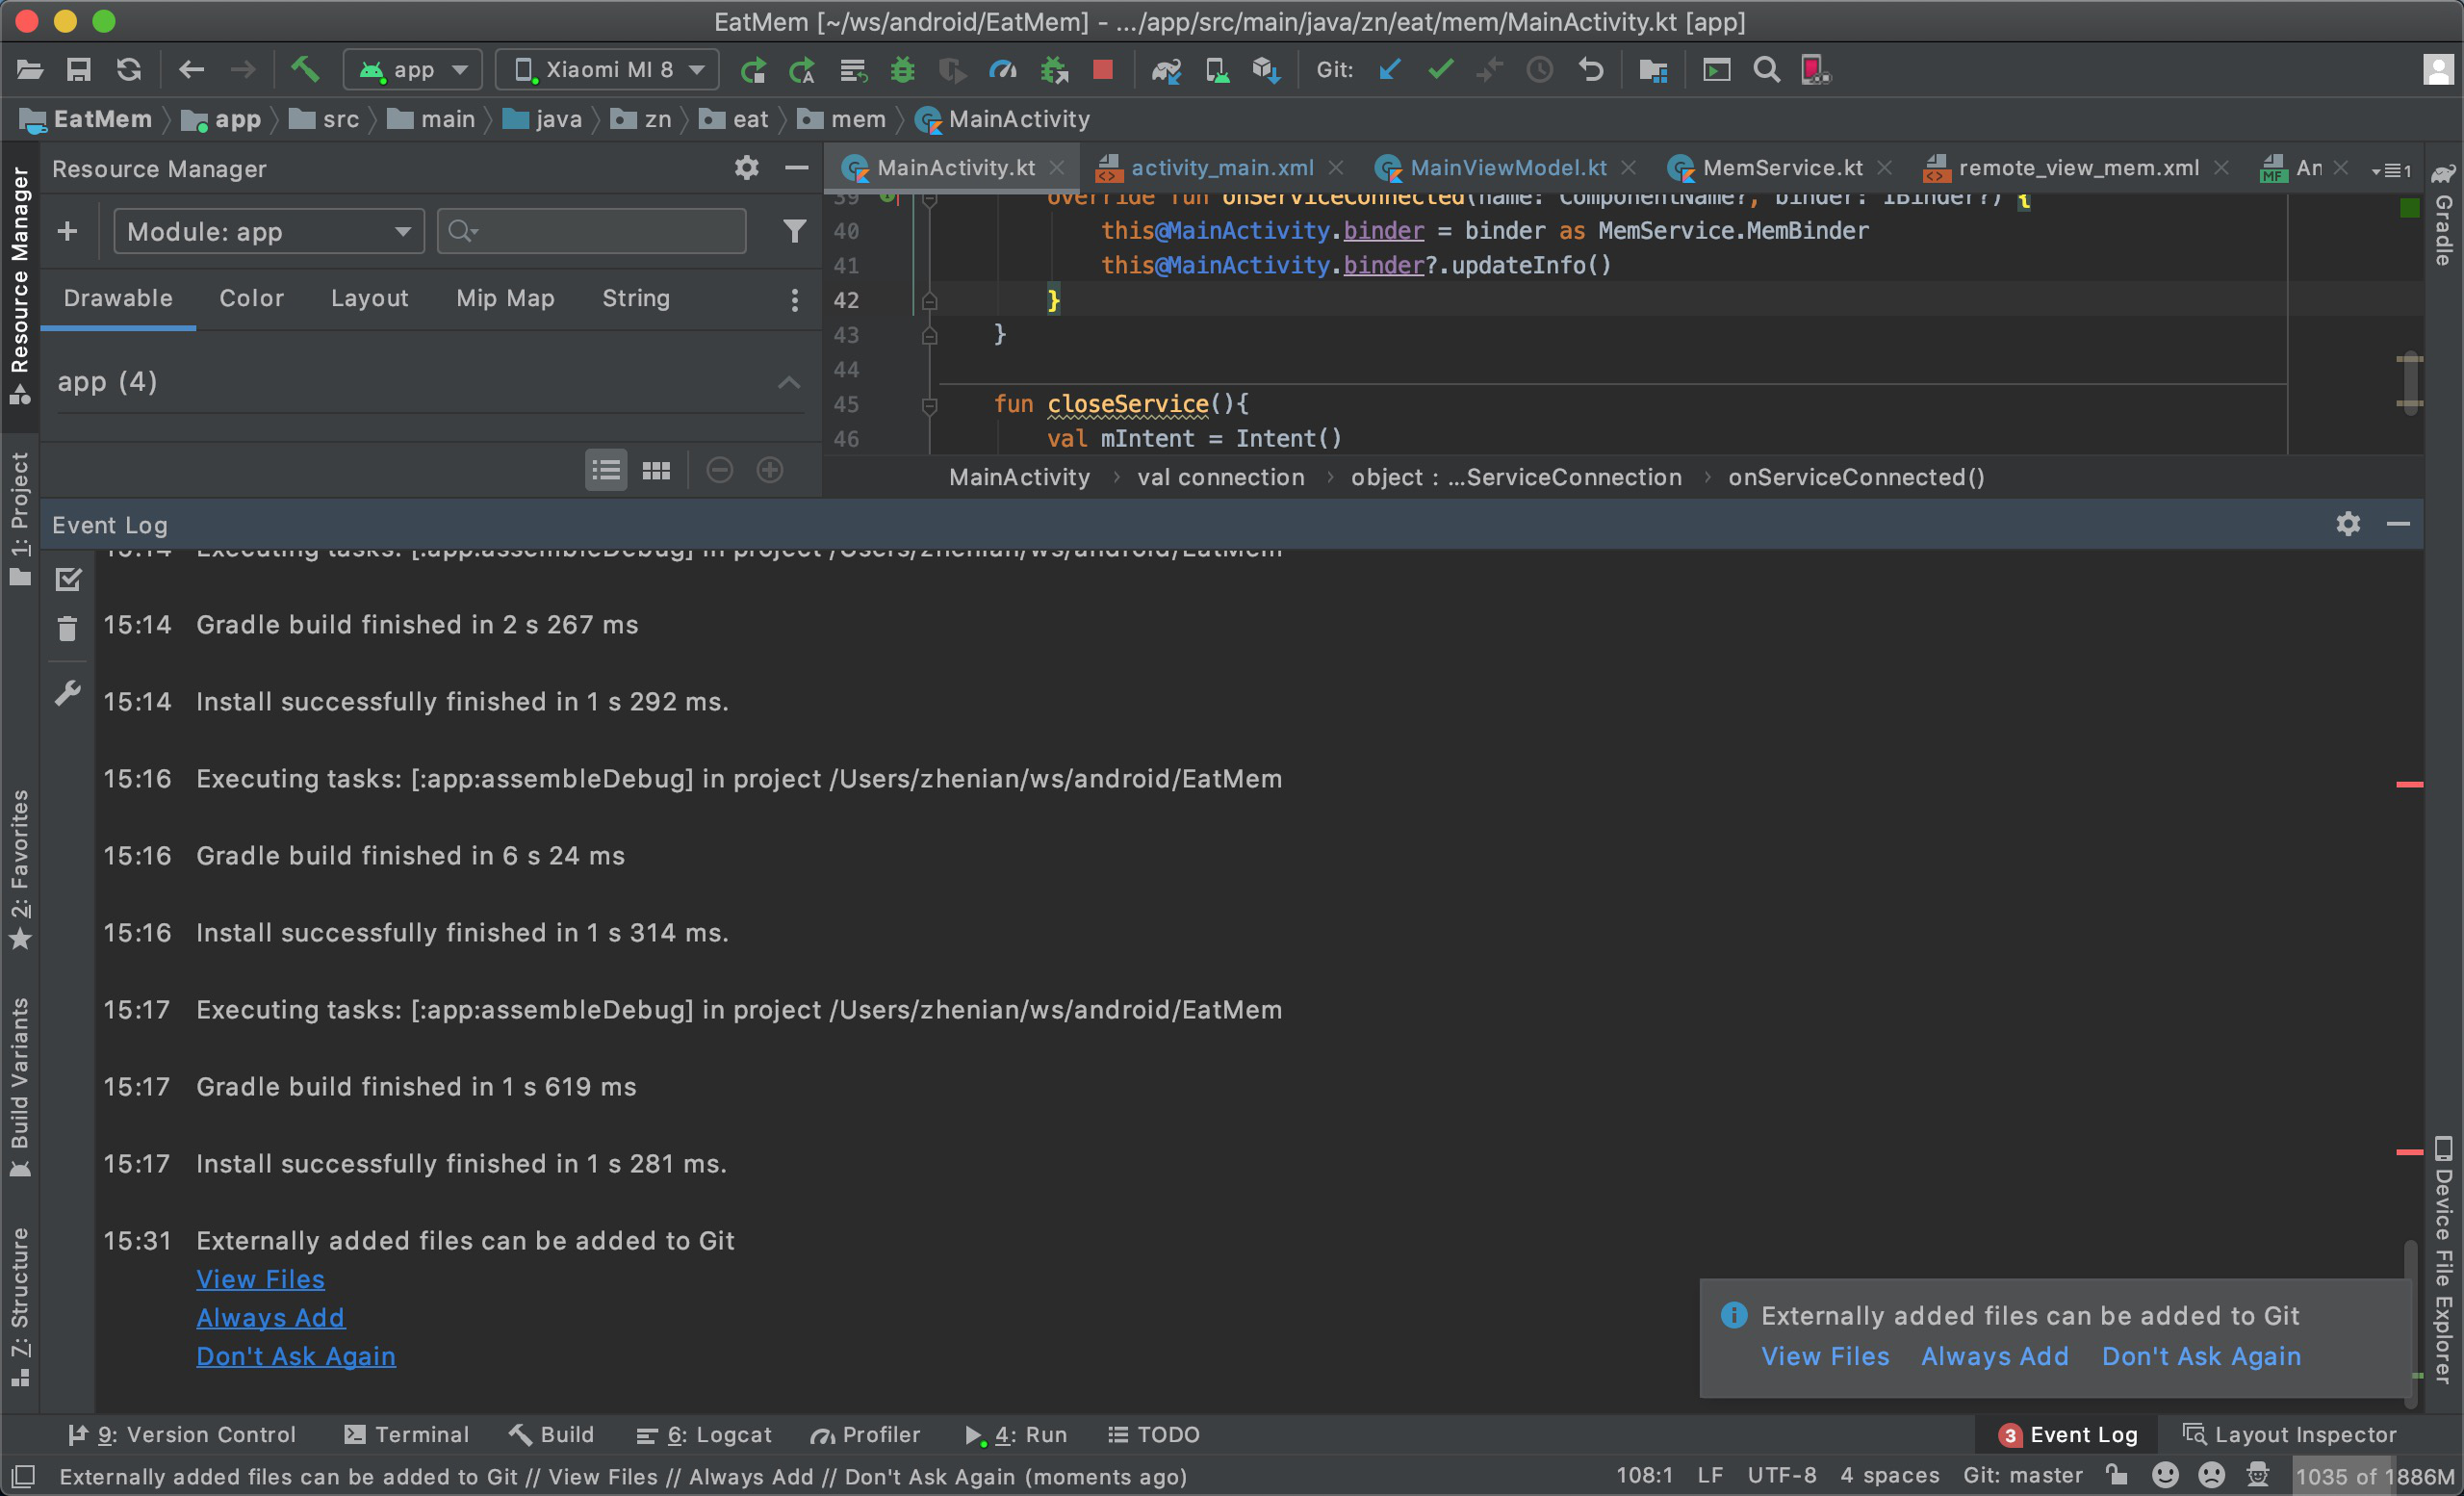 EatMem [~/ws/android/EatMem] - .../app/src/main/java/zn/eat/mem/MainActivity.kt [app]
app
Xiaomi MI 8
Git:
EatMem
app
src
main
java
zn
eat
mem
MainActivity
Resource Manager
Module: app
Drawable
Color
Layout
Mip Map
String
app (4)
MainActivity.kt
activity_main.xml
MainViewModel.kt
MemService.kt
remote_view_mem.xml
An
1
39 override fun onServiceConnected(name: ComponentName?, binder: IBinder?) {
40 this@MainActivity.binder = binder as MemService.MemBinder
41 this@MainActivity.binder?.updateInfo()
42 }
43 }
44
45 fun closeService(){
46 val mIntent = Intent()
MainActivity › val connection › object : ...ServiceConnection › onServiceConnected()
Event Log
15:14 Executing tasks: [:app:assembleDebug] in project /Users/zhenian/ws/android/EatMem
15:14 Gradle build finished in 2 s 267 ms
15:14 Install successfully finished in 1 s 292 ms.
15:16 Executing tasks: [:app:assembleDebug] in project /Users/zhenian/ws/android/EatMem
15:16 Gradle build finished in 6 s 24 ms
15:16 Install successfully finished in 1 s 314 ms.
15:17 Executing tasks: [:app:assembleDebug] in project /Users/zhenian/ws/android/EatMem
15:17 Gradle build finished in 1 s 619 ms
15:17 Install successfully finished in 1 s 281 ms.
15:31 Externally added files can be added to Git
View Files
Always Add
Don't Ask Again
Externally added files can be added to Git
View Files Always Add Don't Ask Again
Resource Manager
1: Project
2: Favorites
Build Variants
7: Structure
Gradle
Device File Explorer
9: Version Control
Terminal
Build
6: Logcat
Profiler
4: Run
TODO
3 Event Log
Layout Inspector
Externally added files can be added to Git // View Files // Always Add // Don't Ask Again (moments ago)
108:1
LF
UTF-8
4 spaces
Git: master
1035 of 1886M